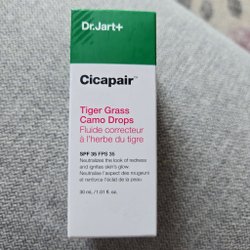 Dr.Jart+
Cicapair™
Tiger Grass
Camo Drops
Fluide correcteur
à l'herbe du tigre
SPF 35 FPS 35
Neutralizes the look of redness
and ignites skin's glow.
Neutralise l'aspect des rougeurs
et renforce l'éclat de la peau.
30 mL / 1.01 fl. oz.